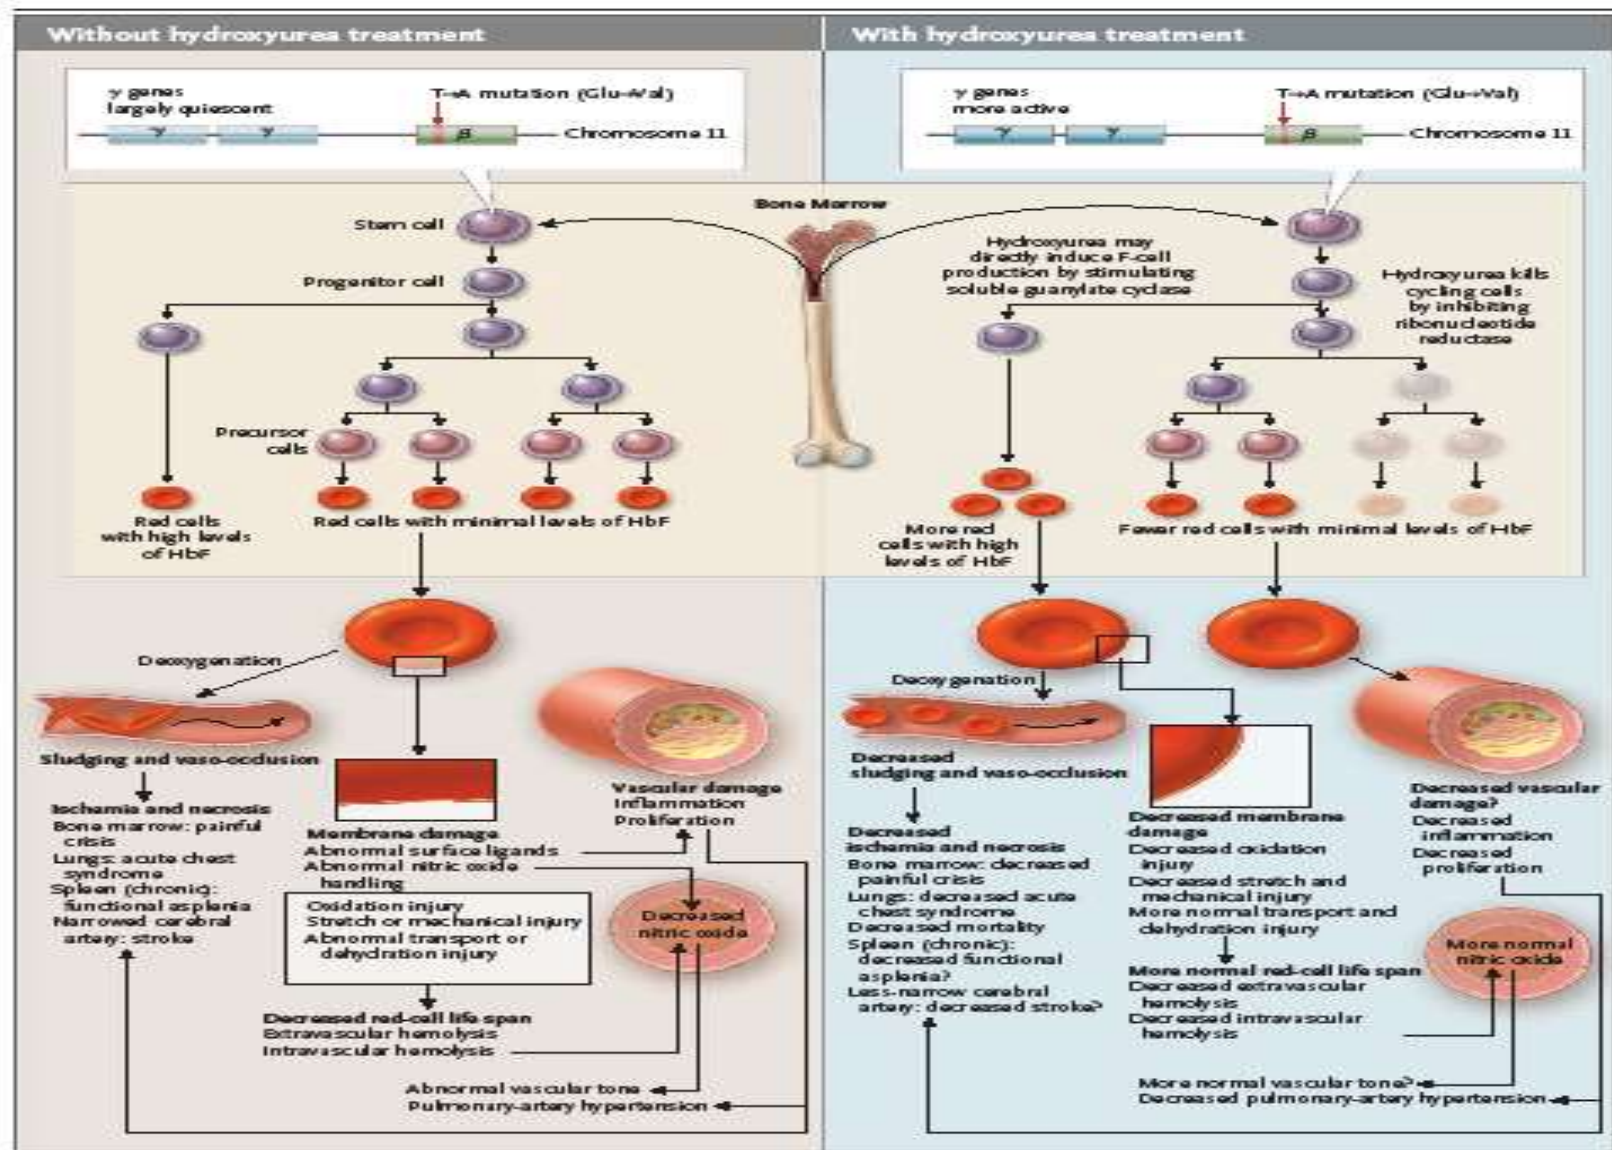 Without hydroxyurea treatment
γ genes
largely quiescent
T→A mutation (Glu→Val)
γ
γ
β
Chromosome 11
Stem cell
Progenitor cell
Precursor
cells
Red cells
with high levels
of HbF
Red cells with minimal levels of HbF
Bone Marrow
Deoxygenation
Sludging and vaso-occlusion
Ischemia and necrosis
Bone marrow: painful
crisis
Lungs: acute chest
syndrome
Spleen (chronic):
functional asplenia
Narrowed cerebral
artery: stroke
Membrane damage
Abnormal surface ligands
Abnormal nitric oxide
handling
Oxidation injury
Stretch or mechanical injury
Abnormal transport or
dehydration injury
Decreased red-cell life span
Extravascular hemolysis
Intravascular hemolysis
Vascular damage
Inflammation
Proliferation
Decreased
nitric oxide
Abnormal vascular tone
Pulmonary-artery hypertension
With hydroxyurea treatment
γ genes
more active
T→A mutation (Glu→Val)
γ
γ
β
Chromosome 11
Hydroxyurea may
directly induce F-cell
production by stimulating
soluble guanylate cyclase
Hydroxyurea kills
cycling cells
by inhibiting
ribonucleotide
reductase
More red
cells with high
levels of HbF
Fewer red cells with minimal levels of HbF
Deoxygenation
Decreased
sludging and vaso-occlusion
Decreased
ischemia and necrosis
Bone marrow: decreased
painful crisis
Lungs: decreased acute
chest syndrome
Decreased mortality
Spleen (chronic):
decreased functional
asplenia?
Less-narrow cerebral
artery: decreased stroke?
Decreased membrane
damage
Decreased oxidation
injury
Decreased stretch and
mechanical injury
More normal transport and
dehydration injury
More normal red-cell life span
Decreased extravascular
hemolysis
Decreased intravascular
hemolysis
Decreased vascular
damage?
Decreased
inflammation
Decreased
proliferation
More normal
nitric oxide
More normal vascular tone?
Decreased pulmonary-artery hypertension